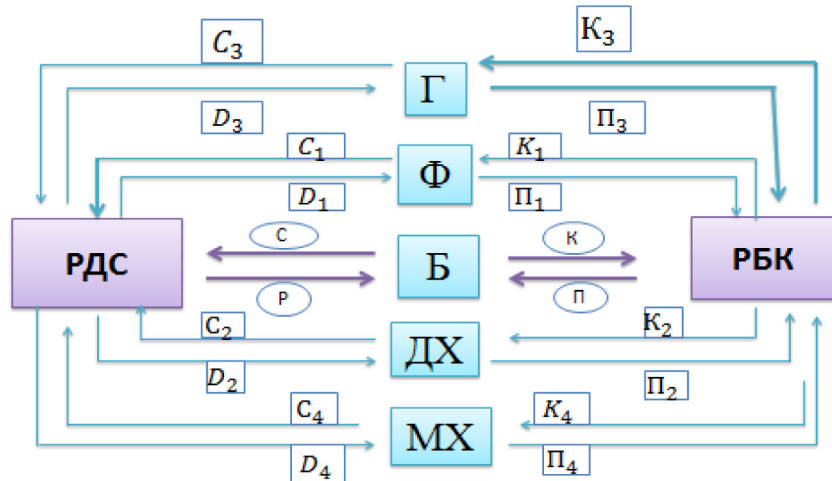 C₃
К₃
Г
D₃
П₃
C₁
K₁
Ф
D₁
П₁
РДС
С
Б
К
РБК
Р
П
С₂
К₂
ДХ
D₂
П₂
С₄
K₄
МХ
D₄
П₄